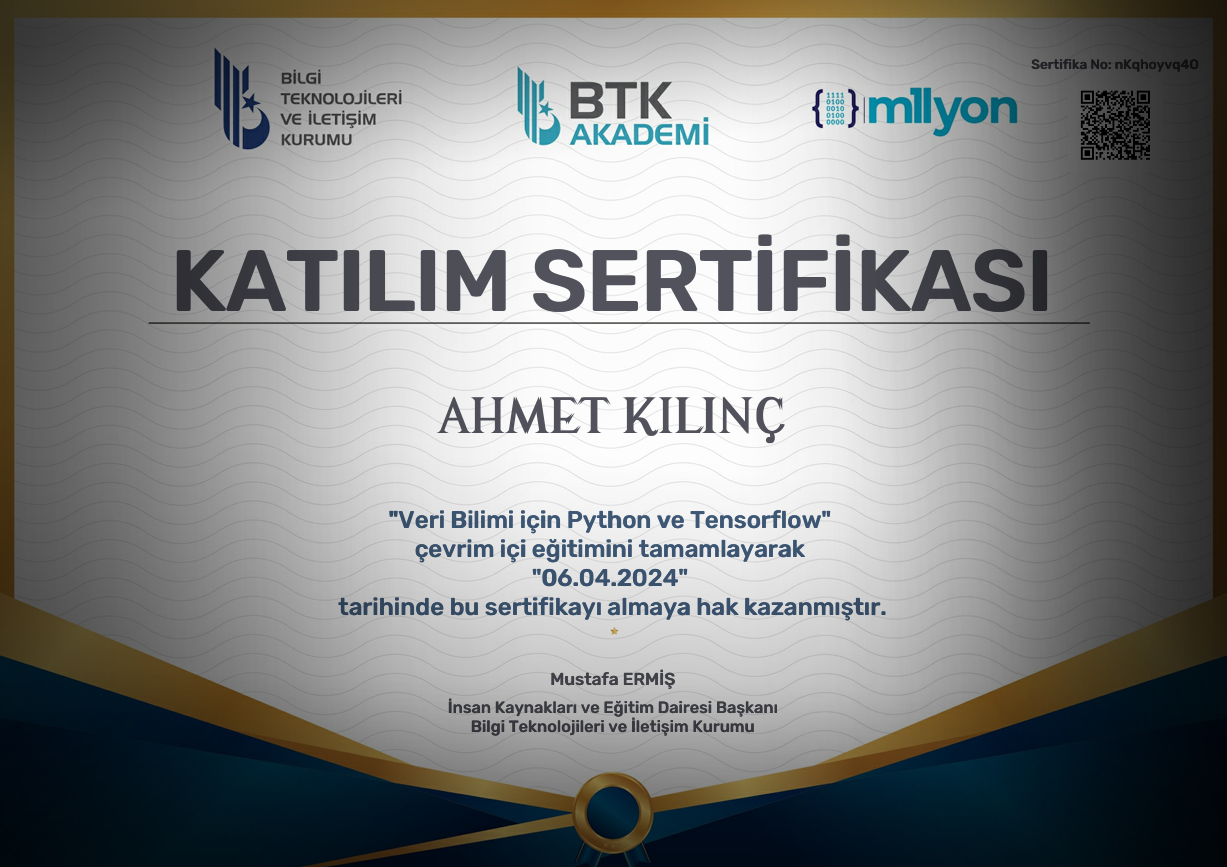 Sertifika No: nKqhoyvq4O
BİLGİ
TEKNOLOJİLERİ
VE İLETİŞİM
KURUMU
BTK
AKADEMİ
1111
0100
0010
0100
0000
m1lyon
KATILIM SERTİFİKASI
AHMET KILINÇ
"Veri Bilimi için Python ve Tensorflow"
çevrim içi eğitimini tamamlayarak
"06.04.2024"
tarihinde bu sertifikayı almaya hak kazanmıştır.
Mustafa ERMİŞ
İnsan Kaynakları ve Eğitim Dairesi Başkanı
Bilgi Teknolojileri ve İletişim Kurumu